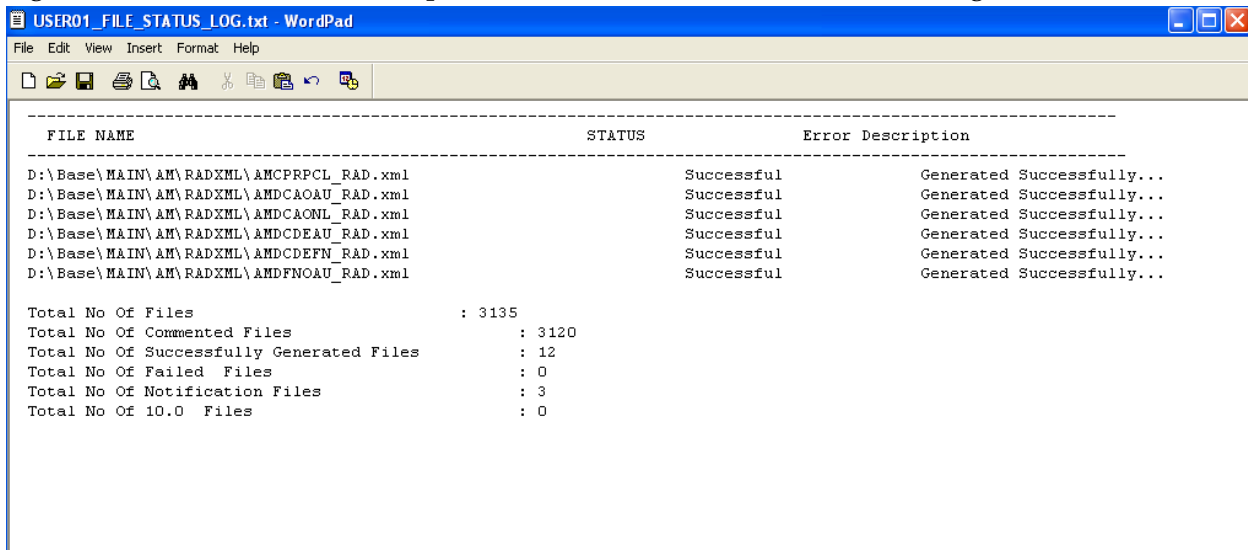 USER01_FILE_STATUS_LOG.txt - WordPad
File Edit View Insert Format Help
FILE NAME STATUS Error Description
D:\Base\MAIN\AM\RADXML\AMCPRPCL_RAD.xml Successful Generated Successfully...
D:\Base\MAIN\AM\RADXML\AMDCAOAU_RAD.xml Successful Generated Successfully...
D:\Base\MAIN\AM\RADXML\AMDCAONL_RAD.xml Successful Generated Successfully...
D:\Base\MAIN\AM\RADXML\AMDCDEAU_RAD.xml Successful Generated Successfully...
D:\Base\MAIN\AM\RADXML\AMDCDEFN_RAD.xml Successful Generated Successfully...
D:\Base\MAIN\AM\RADXML\AMDFNOAU_RAD.xml Successful Generated Successfully...
Total No Of Files : 3135
Total No Of Commented Files : 3120
Total No Of Successfully Generated Files : 12
Total No Of Failed Files : 0
Total No Of Notification Files : 3
Total No Of 10.0 Files : 0